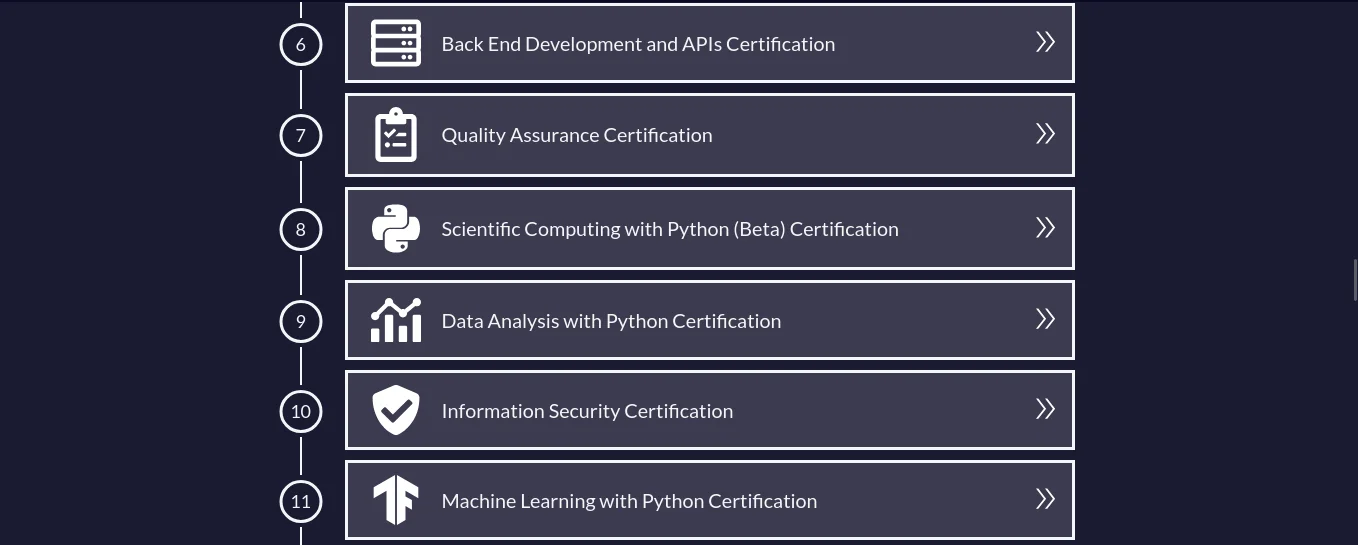 6 Back End Development and APIs Certification
7 Quality Assurance Certification
8 Scientific Computing with Python (Beta) Certification
9 Data Analysis with Python Certification
10 Information Security Certification
11 Machine Learning with Python Certification